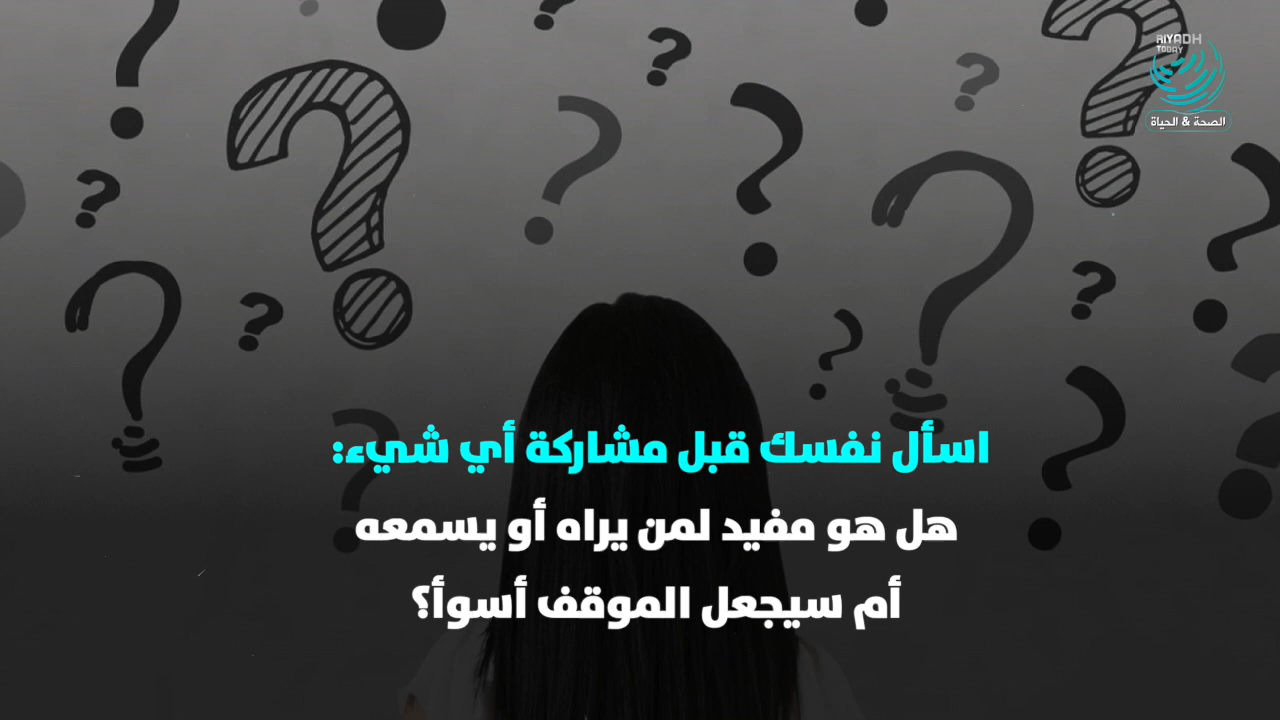 RIYADH
TODAY
الصحة & الحياة
اسأل نفسك قبل مشاركة أي شيء:
هل هو مفيد لمن يراه أو يسمعه
أم سيجعل الموقف أسوأ؟